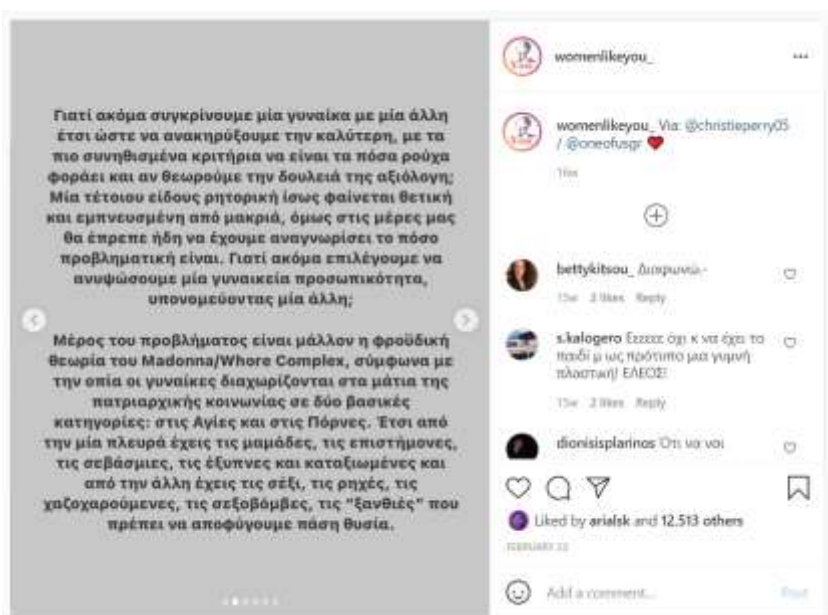 Γιατί ακόμα συγκρίνουμε μία γυναίκα με μία άλλη
έτσι ώστε να ανακηρύξουμε την καλύτερη, με τα
πιο συνηθισμένα κριτήρια να είναι τα πόσα ρούχα
φοράει και αν θεωρούμε την δουλειά της αξιόλογη;
Μία τέτοιου είδους ρητορική ίσως φαίνεται θετική
και εμπνευσμένη από μακριά, όμως στις μέρες μας
θα έπρεπε ήδη να έχουμε αναγνωρίσει το πόσο
προβληματική είναι. Γιατί ακόμα επιλέγουμε να
ανυψώσουμε μία γυναικεία προσωπικότητα,
υπονομεύοντας μία άλλη;
Μέρος του προβλήματος είναι μάλλον η φροϋδική
θεωρία του Madonna/Whore Complex, σύμφωνα με
την οπία οι γυναίκες διαχωρίζονται στα μάτια της
πατριαρχικής κοινωνίας σε δύο βασικές
κατηγορίες: στις Αγίες και στις Πόρνες. Έτσι από
την μία πλευρά έχεις τις μαμάδες, τις επιστήμονες,
τις σεβάσμιες, τις έξυπνες και καταξιωμένες και
από την άλλη έχεις τις σέξι, τις ρηχές, τις
χαζοχαρούμενες, τις σεξοβόμβες, τις "ξανθιές" που
πρέπει να αποφύγουμε πάση θυσία.
womenlikeyou_
womenlikeyou_ Via: @christieperry05
/ @oneofusgr ❤
bettykitsou_ Διαφωνώ.-
15w 2 likes Reply
s.kalogero Εεεεεε όχι κ να έχει το
παιδί μ ως πρότυπο μια γυμνή
πλαστική! ΕΛΕΟΣ!
15w 2 likes Reply
dionisisplarinos Ότι να ναι
Liked by arialsk and 12.513 others
Add a comment...
Post